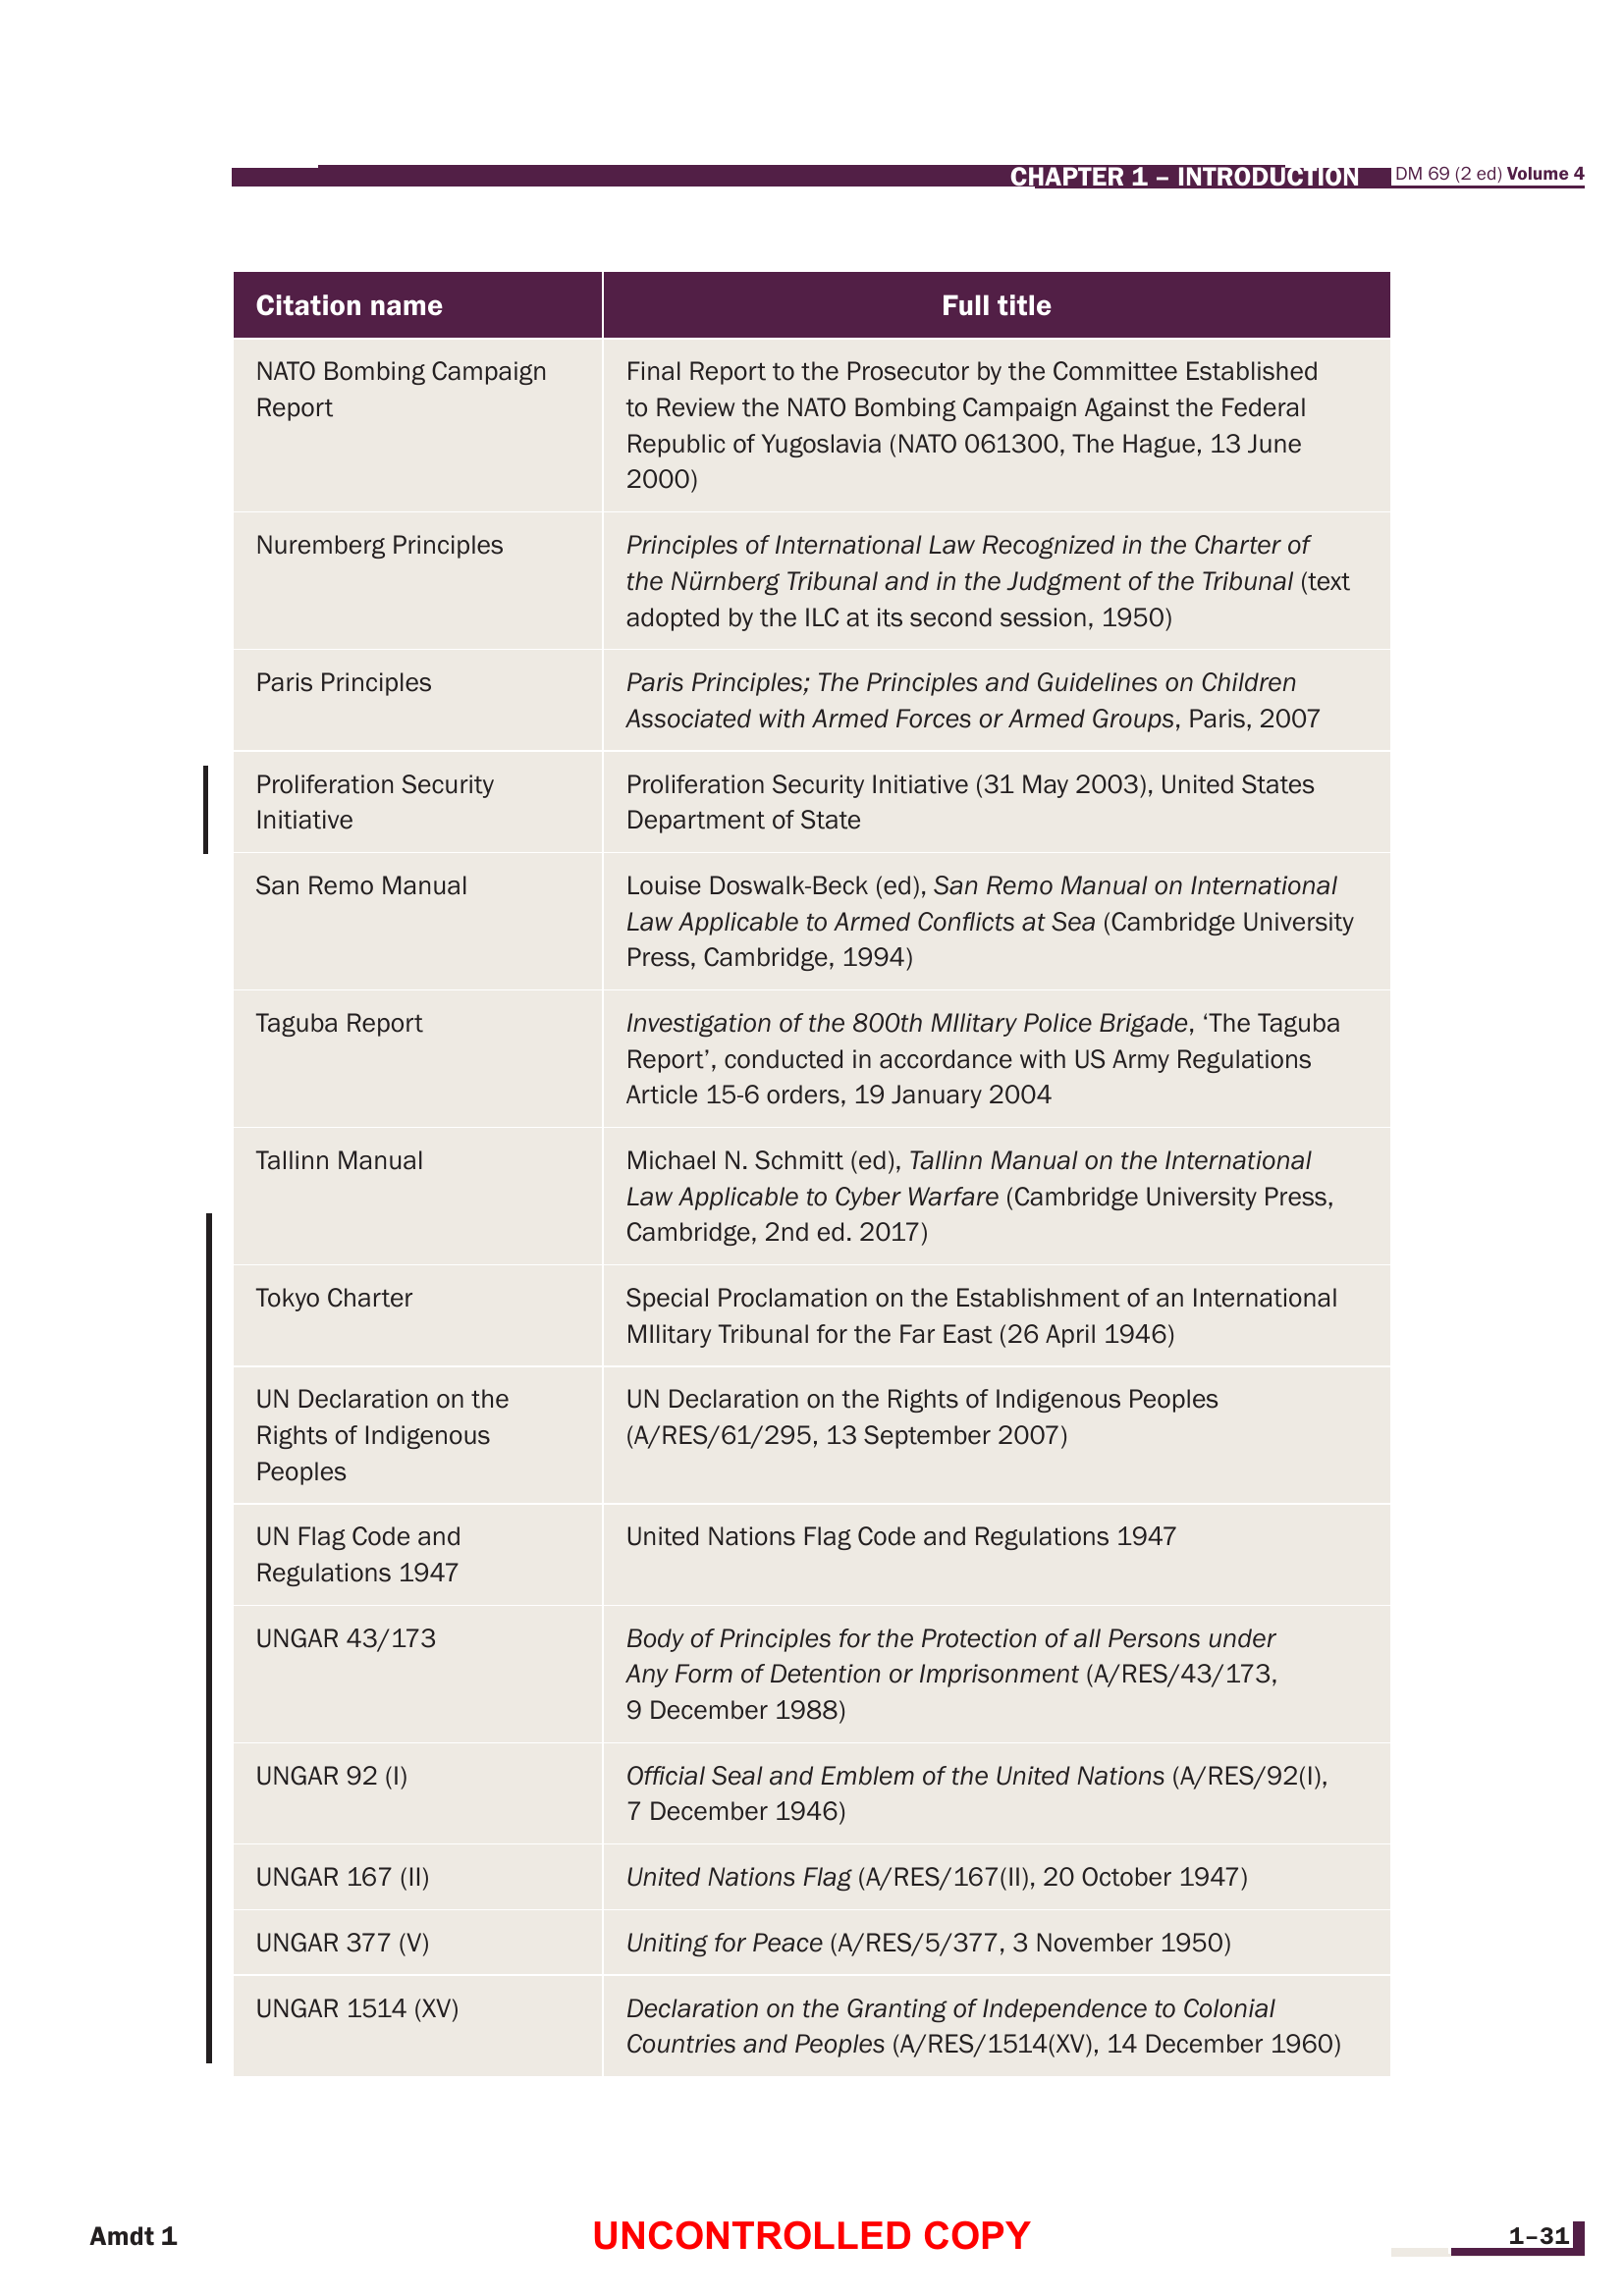 CHAPTER 1 – INTRODUCTION DM 69 (2 ed) Volume 4
Citation name Full title
NATO Bombing Campaign
Report
Final Report to the Prosecutor by the Committee Established
to Review the NATO Bombing Campaign Against the Federal
Republic of Yugoslavia (NATO 061300, The Hague, 13 June
2000)
Nuremberg Principles
Principles of International Law Recognized in the Charter of
the Nürnberg Tribunal and in the Judgment of the Tribunal (text
adopted by the ILC at its second session, 1950)
Paris Principles
Paris Principles; The Principles and Guidelines on Children
Associated with Armed Forces or Armed Groups, Paris, 2007
Proliferation Security
Initiative
Proliferation Security Initiative (31 May 2003), United States
Department of State
San Remo Manual
Louise Doswalk-Beck (ed), San Remo Manual on International
Law Applicable to Armed Conflicts at Sea (Cambridge University
Press, Cambridge, 1994)
Taguba Report
Investigation of the 800th MIlitary Police Brigade, ‘The Taguba
Report’, conducted in accordance with US Army Regulations
Article 15-6 orders, 19 January 2004
Tallinn Manual
Michael N. Schmitt (ed), Tallinn Manual on the International
Law Applicable to Cyber Warfare (Cambridge University Press,
Cambridge, 2nd ed. 2017)
Tokyo Charter
Special Proclamation on the Establishment of an International
MIlitary Tribunal for the Far East (26 April 1946)
UN Declaration on the
Rights of Indigenous
Peoples
UN Declaration on the Rights of Indigenous Peoples
(A/RES/61/295, 13 September 2007)
UN Flag Code and
Regulations 1947
United Nations Flag Code and Regulations 1947
UNGAR 43/173
Body of Principles for the Protection of all Persons under
Any Form of Detention or Imprisonment (A/RES/43/173,
9 December 1988)
UNGAR 92 (I)
Official Seal and Emblem of the United Nations (A/RES/92(I),
7 December 1946)
UNGAR 167 (II)
United Nations Flag (A/RES/167(II), 20 October 1947)
UNGAR 377 (V)
Uniting for Peace (A/RES/5/377, 3 November 1950)
UNGAR 1514 (XV)
Declaration on the Granting of Independence to Colonial
Countries and Peoples (A/RES/1514(XV), 14 December 1960)
Amdt 1 UNCONTROLLED COPY 1–31